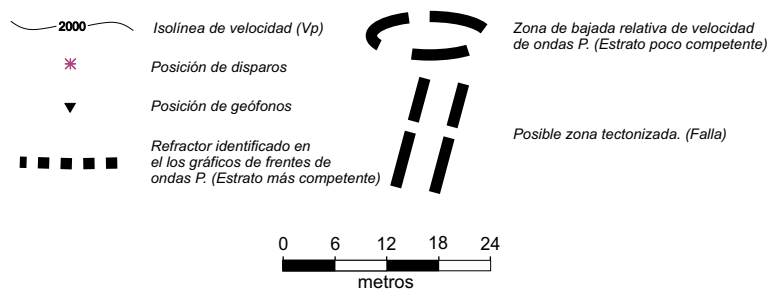 2000
Isolínea de velocidad (Vp)
Posición de disparos
Posición de geófonos
Refractor identificado en
el los gráficos de frentes de
ondas P. (Estrato más competente)
Zona de bajada relativa de velocidad
de ondas P. (Estrato poco competente)
Posible zona tectonizada. (Falla)
0 6 12 18 24
metros